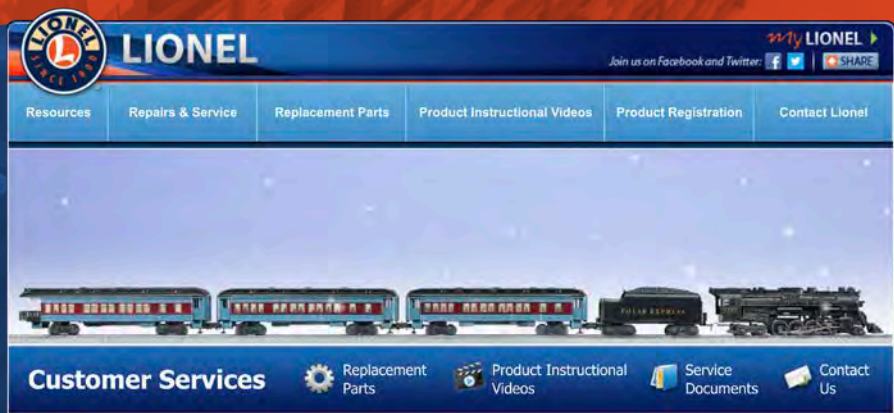 LIONEL
L
SINCE 1900
LIONEL
my LIONEL
Join us on Facebook and Twitter:
SHARE
Resources
Repairs & Service
Replacement Parts
Product Instructional Videos
Product Registration
Contact Lionel
POLAR EXPRESS
Customer Services
Replacement
Parts
Product Instructional
Videos
Service
Documents
Contact
Us